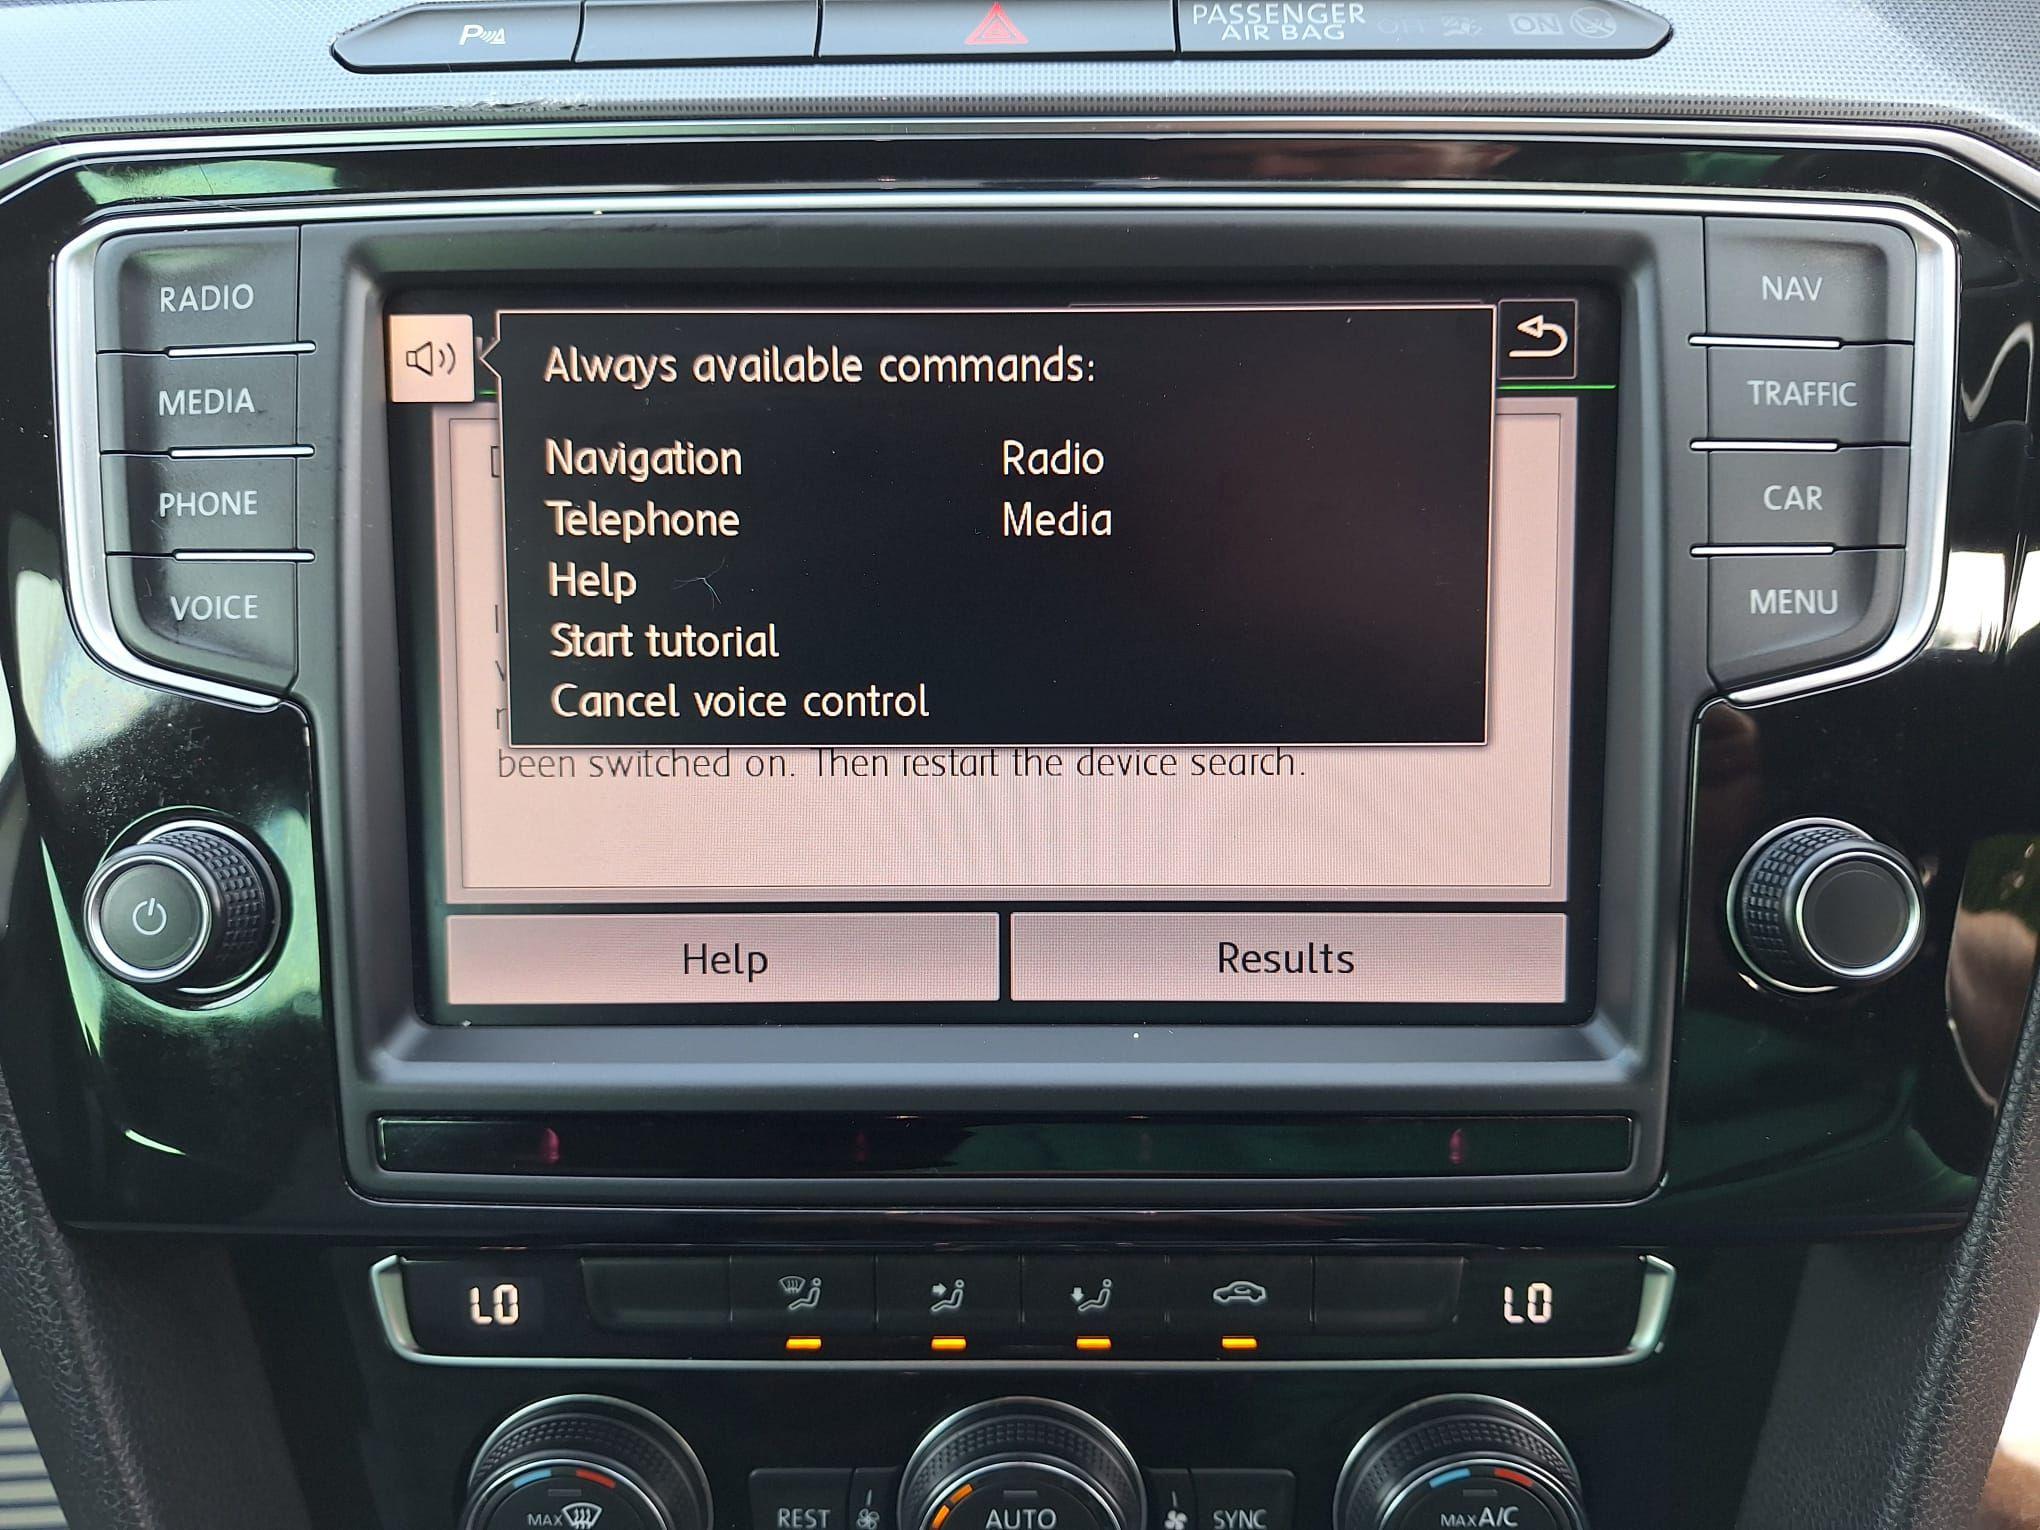 PASSENGER
AIR BAG OFF ON
P
RADIO
MEDIA
PHONE
VOICE
NAV
TRAFFIC
CAR
MENU
Always available commands:
Navigation Radio
Telephone Media
Help
Start tutorial
Cancel voice control
been switched on. Then restart the device search.
Help Results
LO LO
MAX REST AUTO SYNC MAX A/C